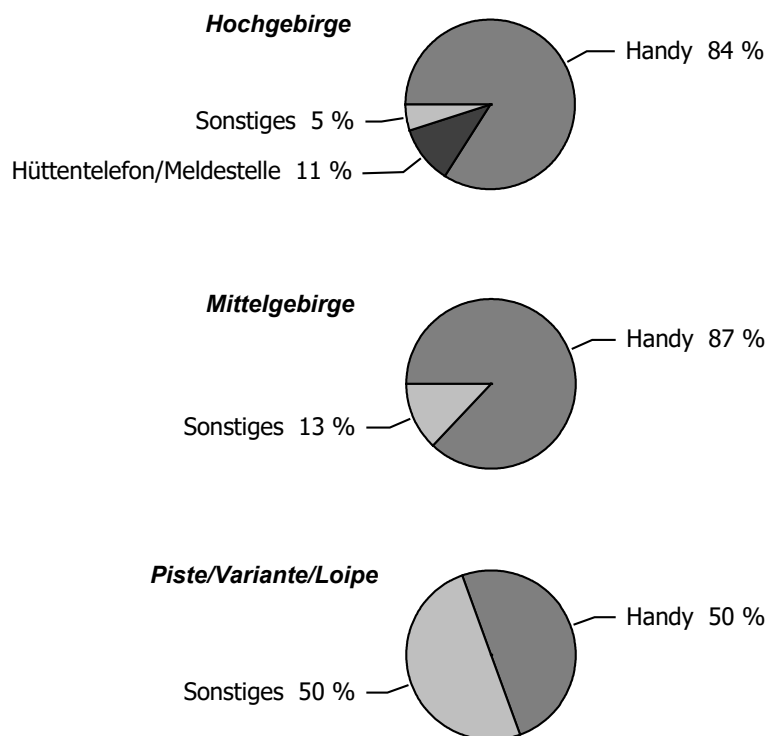 Hochgebirge
Handy 84 %
Sonstiges 5 %
Hüttentelefon/Meldestelle 11 %
Mittelgebirge
Handy 87 %
Sonstiges 13 %
Piste/Variante/Loipe
Handy 50 %
Sonstiges 50 %